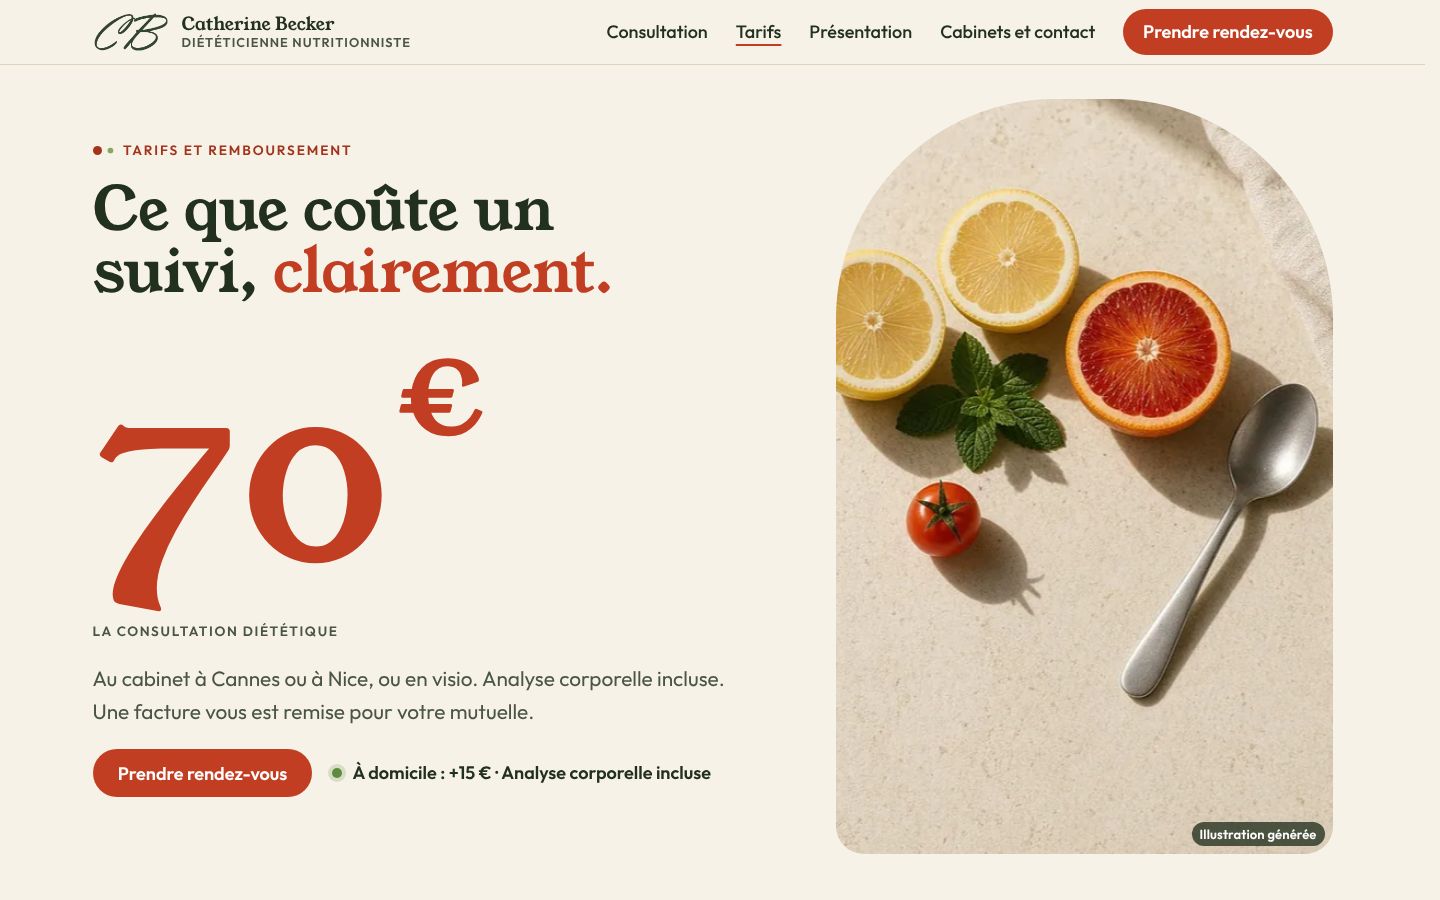 CB
Catherine Becker
DIÉTÉTICIENNE NUTRITIONNISTE
Consultation
Tarifs
Présentation
Cabinets et contact
Prendre rendez-vous
TARIFS ET REMBOURSEMENT
Ce que coûte un
suivi, clairement.
70 €
LA CONSULTATION DIÉTÉTIQUE
Au cabinet à Cannes ou à Nice, ou en visio. Analyse corporelle incluse.
Une facture vous est remise pour votre mutuelle.
Prendre rendez-vous
À domicile : +15 € · Analyse corporelle incluse
Illustration générée